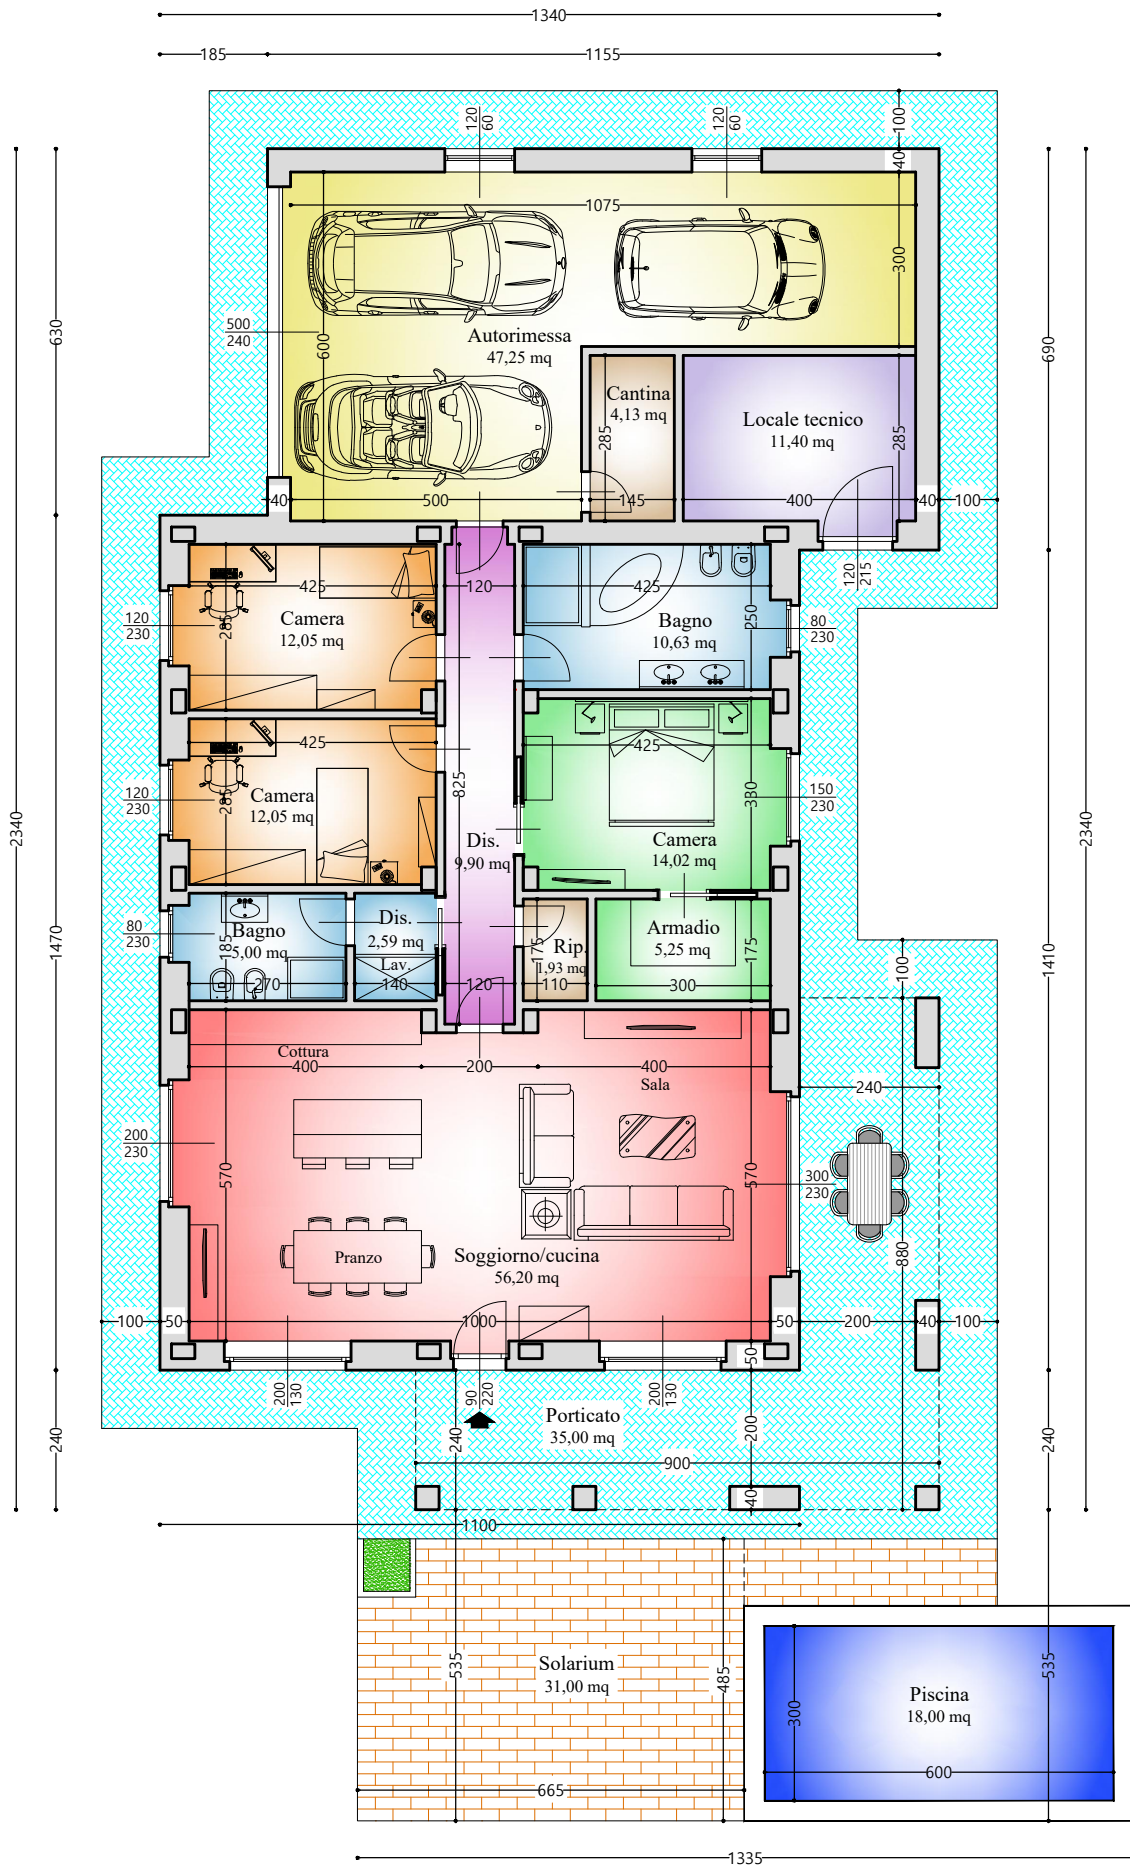 1340
185
1155
120
60
120
60
100
40
1075
300
630
690
500
240
600
Autorimessa
47,25 mq
Cantina
4,13 mq
285
Locale tecnico
11,40 mq
285
40
500
145
400
40
100
120
215
425
120
425
120
230
285
Camera
12,05 mq
Bagno
10,63 mq
250
80
230
425
425
120
230
285
Camera
12,05 mq
825
Dis.
9,90 mq
330
150
230
Camera
14,02 mq
2340
2340
1470
1410
80
230
Bagno
5,00 mq
185
Dis.
2,59 mq
Lav.
270
140
120
175
Rip.
1,93 mq
110
Armadio
5,25 mq
175
300
100
Cottura
400
200
400
Sala
240
200
230
570
570
300
230
880
Pranzo
Soggiorno/cucina
56,20 mq
100
50
1000
50
200
40
100
50
200
130
90
220
200
130
240
240
Porticato
35,00 mq
200
240
900
40
1100
535
Solarium
31,00 mq
485
535
300
Piscina
18,00 mq
600
665
1335